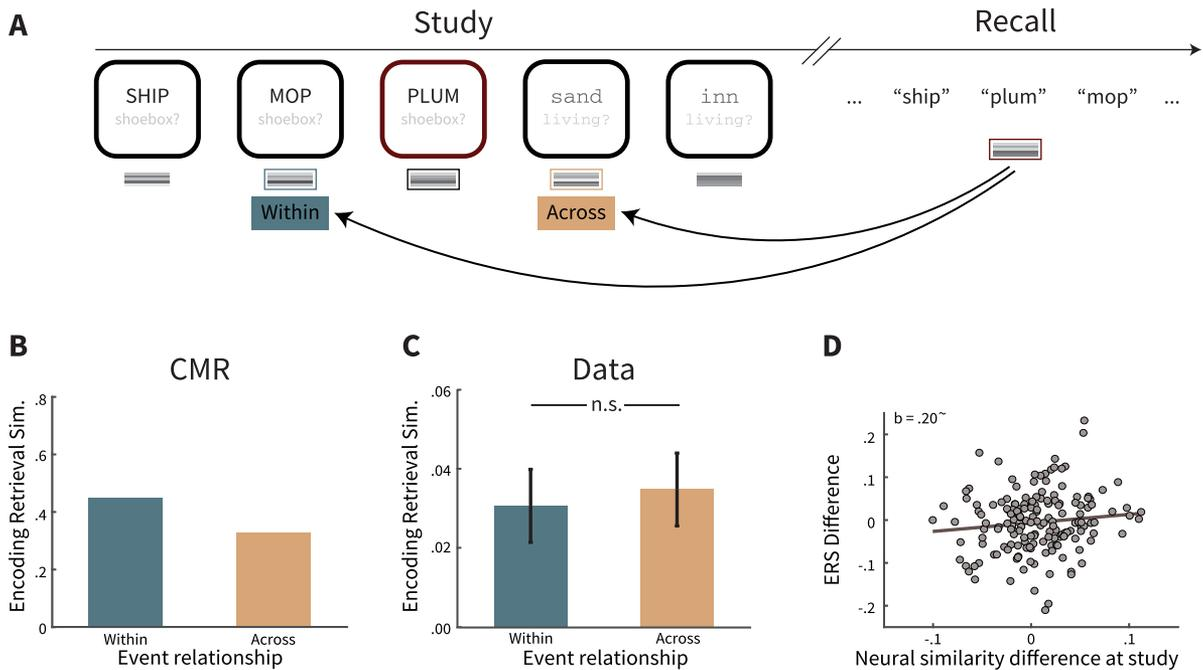 A
Study
Recall
SHIP
shoebox?
MOP
shoebox?
PLUM
shoebox?
sand
living?
inn
living?
... “ship” “plum” “mop” ...
Within
Across
B
CMR
Encoding Retrieval Sim.
.8
.6
.4
.2
0
Within Across
Event relationship
C
Data
Encoding Retrieval Sim.
.06
.04
.02
.00
n.s.
Within Across
Event relationship
D
b = .20~
ERS Difference
.2
.1
0
-.1
-.2
-.1 0 .1
Neural similarity difference at study